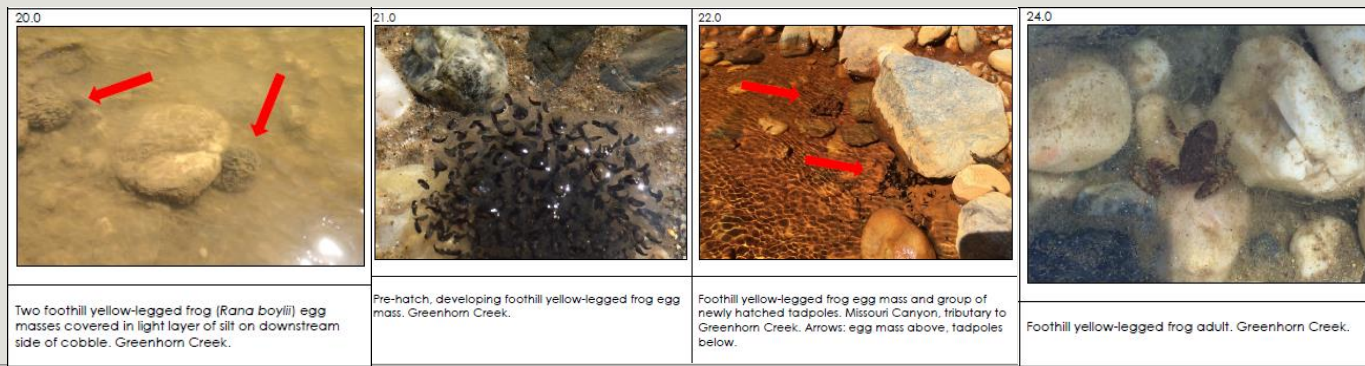 20.0
Two foothill yellow-legged frog (Rana boylii) egg
masses covered in light layer of silt on downstream
side of cobble. Greenhorn Creek.
21.0
Pre-hatch, developing foothill yellow-legged frog egg
mass. Greenhorn Creek.
22.0
Foothill yellow-legged frog egg mass and group of
newly hatched tadpoles. Missouri Canyon, tributary to
Greenhorn Creek. Arrows: egg mass above, tadpoles
below.
24.0
Foothill yellow-legged frog adult. Greenhorn Creek.